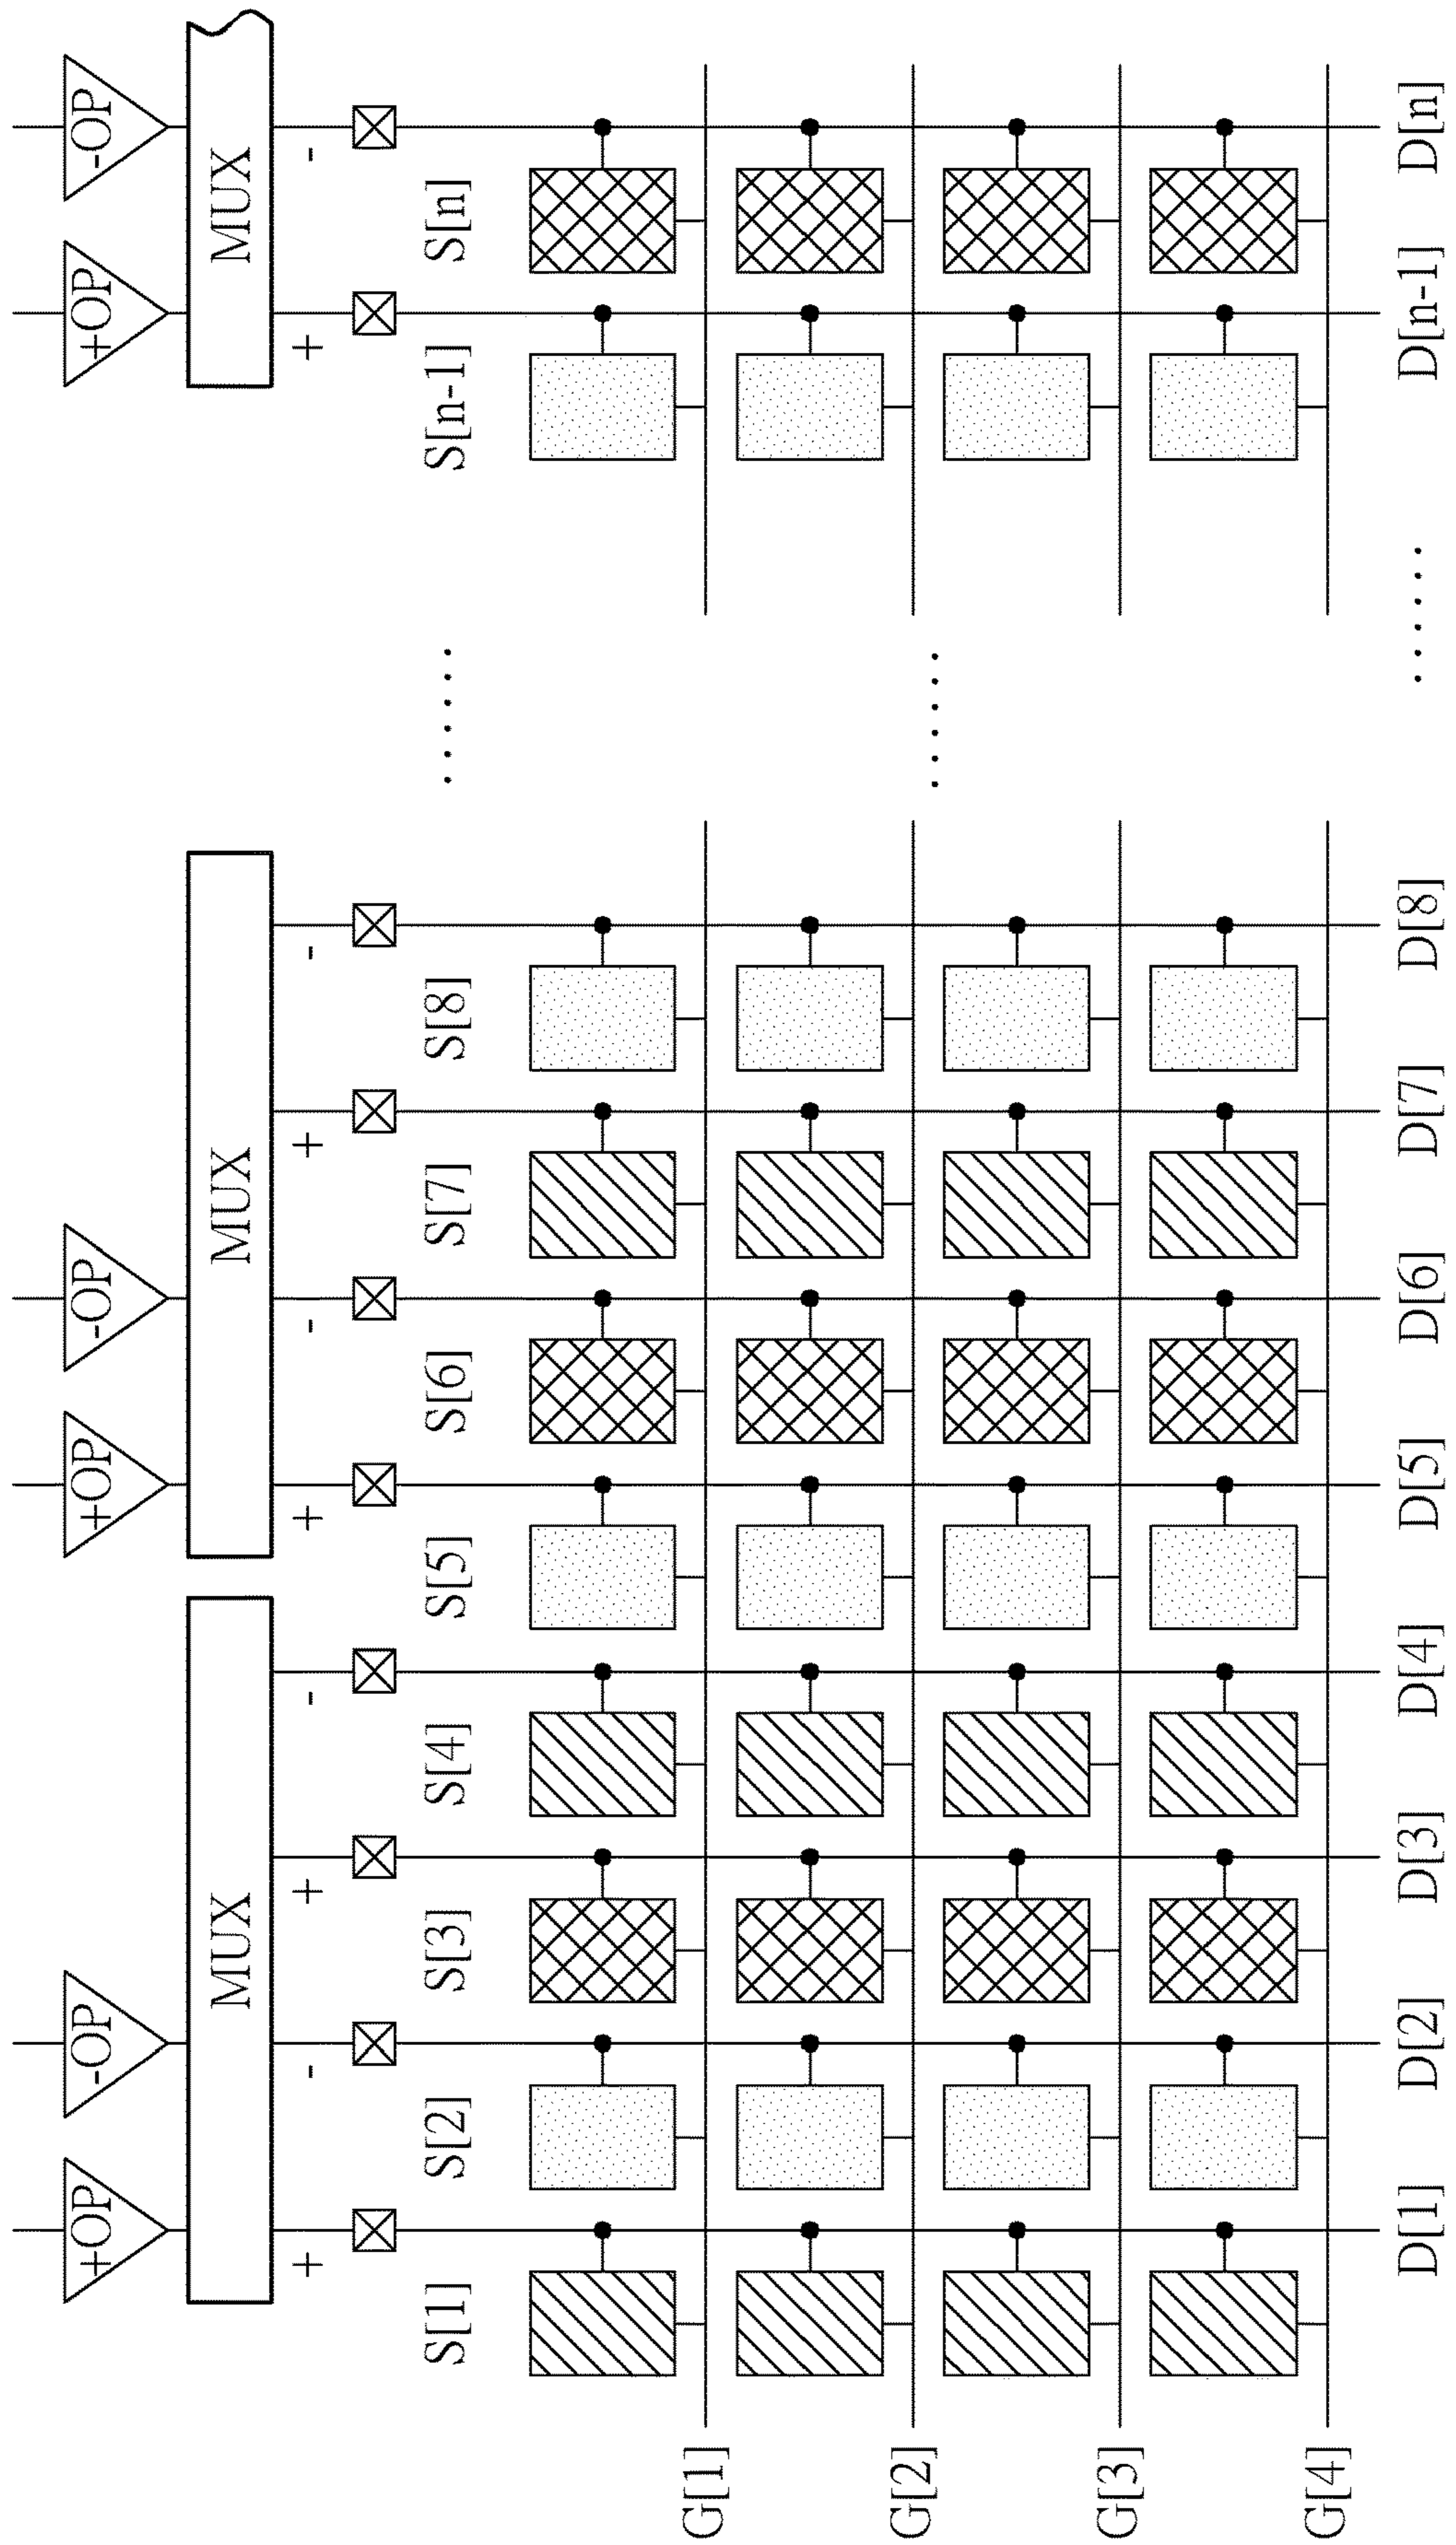 +OP -OP +OP -OP +OP -OP
MUX MUX MUX
+ - + - + - + - + -
S[1] S[2] S[3] S[4] S[5] S[6] S[7] S[8] ...... S[n-1] S[n]
G[1]
G[2]
......
G[3]
G[4]
D[1] D[2] D[3] D[4] D[5] D[6] D[7] D[8] ...... D[n-1] D[n]